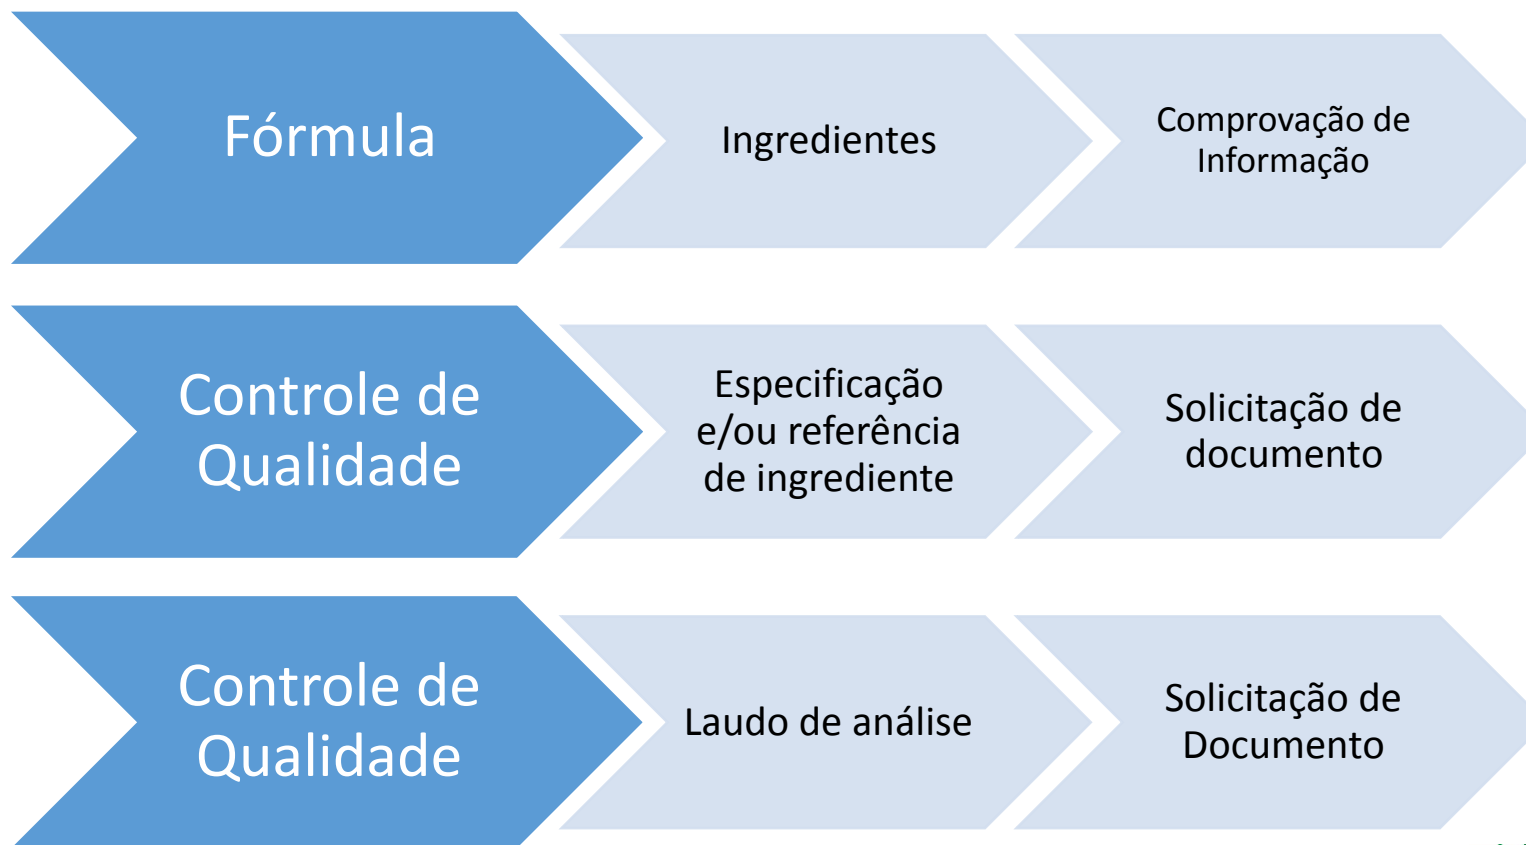 Fórmula
Ingredientes
Comprovação de
Informação
Controle de
Qualidade
Especificação
e/ou referência
de ingrediente
Solicitação de
documento
Controle de
Qualidade
Laudo de análise
Solicitação de
Documento